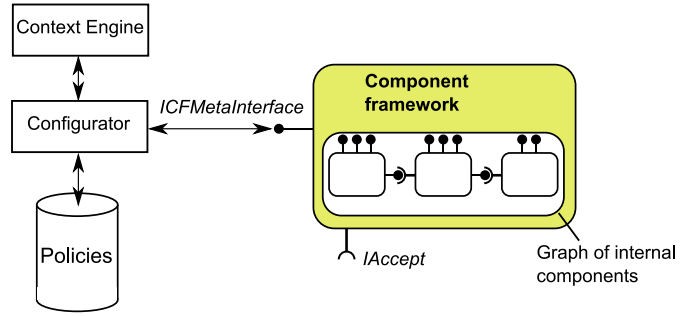 Context Engine
Configurator
Policies
ICFMetaInterface
Component
framework
IAccept
Graph of internal
components